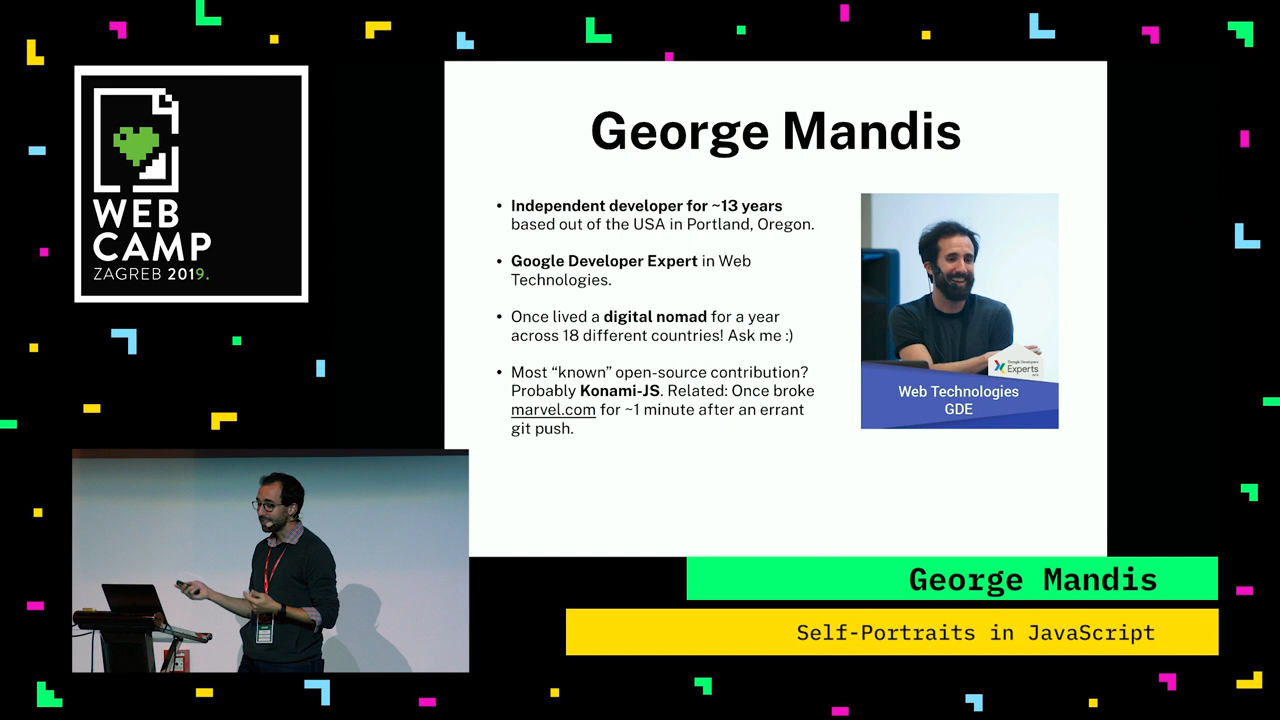 WEB
CAMP
ZAGREB 2019.
George Mandis
• Independent developer for ~13 years
based out of the USA in Portland, Oregon.
• Google Developer Expert in Web
Technologies.
• Once lived a digital nomad for a year
across 18 different countries! Ask me :)
• Most “known” open-source contribution?
Probably Konami-JS. Related: Once broke
marvel.com for ~1 minute after an errant
git push.
Google Developers
Experts
Web Technologies
GDE
George Mandis
Self-Portraits in JavaScript